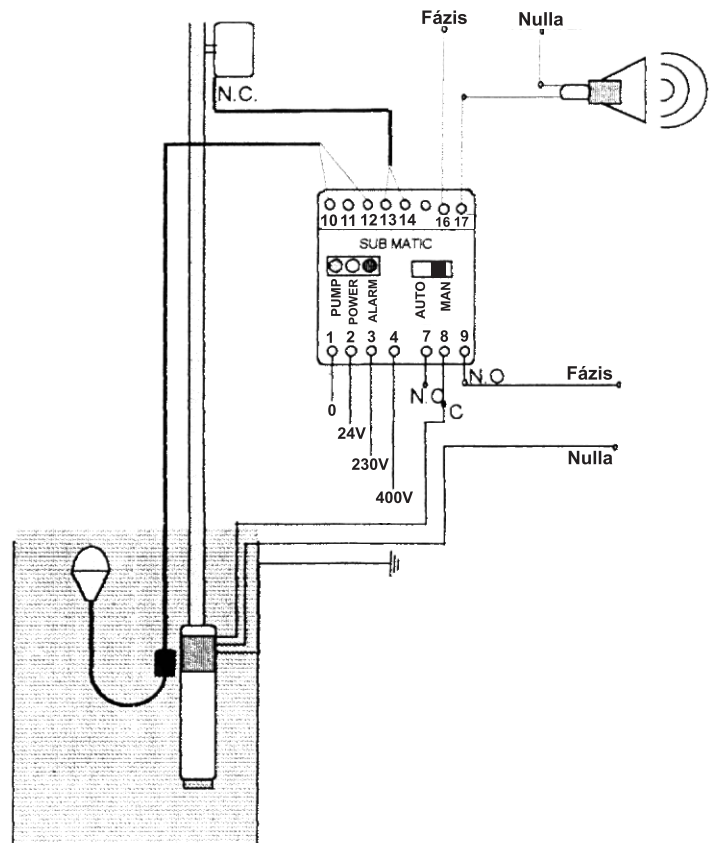 Fázis
Nulla
N.C.
10 11 12 13 14 16 17
SUB MATIC
PUMP
POWER
ALARM
AUTO
MAN
1 2 3 4 7 8 9
N.O
Fázis
N.C
C
0
24V
230V
400V
Nulla